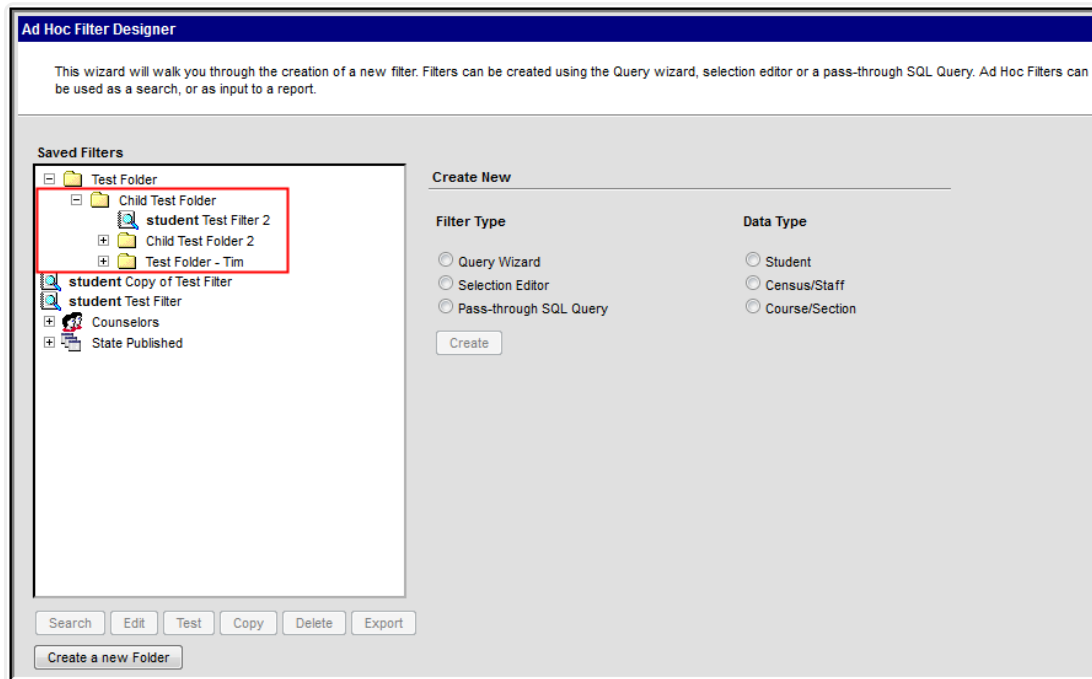 Ad Hoc Filter Designer
This wizard will walk you through the creation of a new filter. Filters can be created using the Query wizard, selection editor or a pass-through SQL Query. Ad Hoc Filters can
be used as a search, or as input to a report.
Saved Filters
Test Folder
Child Test Folder
student Test Filter 2
Child Test Folder 2
Test Folder - Tim
student Copy of Test Filter
student Test Filter
Counselors
State Published
Create New
Filter Type
Data Type
Query Wizard
Student
Selection Editor
Census/Staff
Pass-through SQL Query
Course/Section
Create
Search Edit Test Copy Delete Export
Create a new Folder